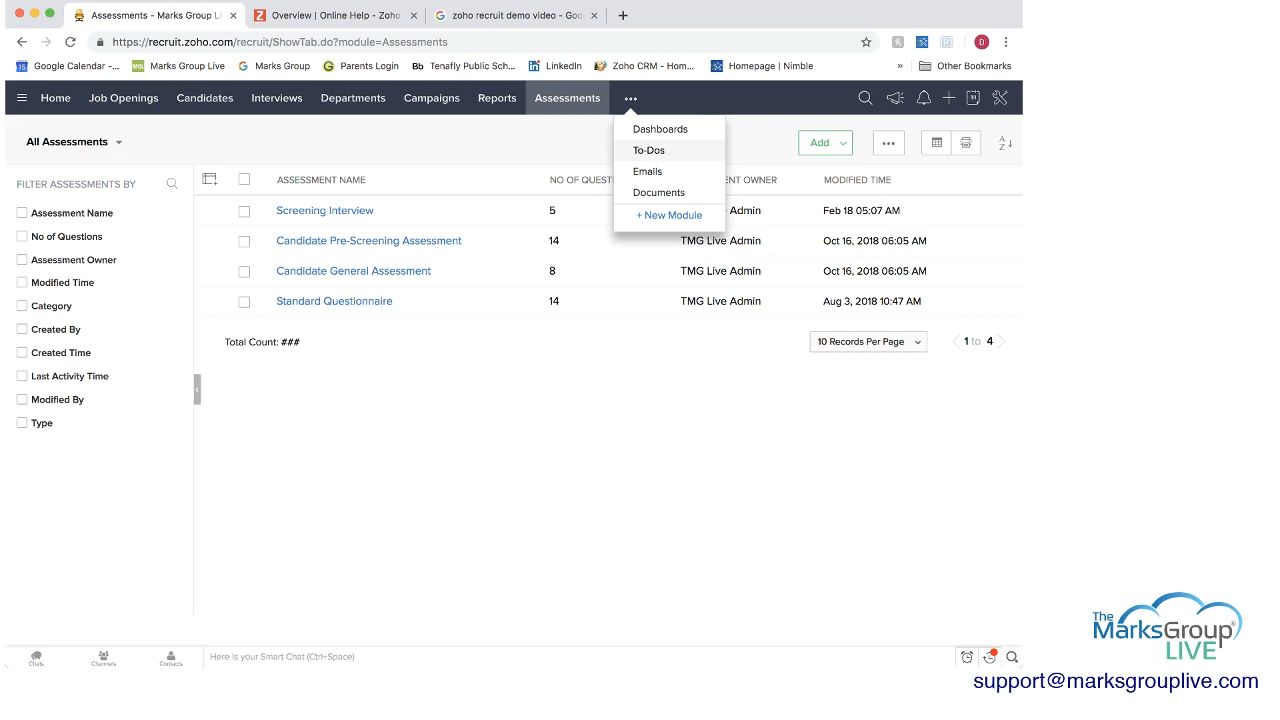 Assessments - Marks Group Li
Overview | Online Help - Zoho
zoho recruit demo video - Goo
https://recruit.zoho.com/recruit/ShowTab.do?module=Assessments
D
Google Calendar -...
Marks Group Live
Marks Group
Parents Login
Bb Tenafly Public Sch...
LinkedIn
Zoho CRM - Hom...
Homepage | Nimble
» Other Bookmarks
Home Job Openings Candidates Interviews Departments Campaigns Reports Assessments
Dashboards
To-Dos
Emails
Documents
+ New Module
All Assessments
Add
A
Z
FILTER ASSESSMENTS BY
Assessment Name
No of Questions
Assessment Owner
Modified Time
Category
Created By
Created Time
Last Activity Time
Modified By
Type
ASSESSMENT NAME NO OF QUESTI NT OWNER MODIFIED TIME
Screening Interview 5 Admin Feb 18 05:07 AM
Candidate Pre-Screening Assessment 14 TMG Live Admin Oct 16, 2018 06:05 AM
Candidate General Assessment 8 TMG Live Admin Oct 16, 2018 06:05 AM
Standard Questionnaire 14 TMG Live Admin Aug 3, 2018 10:47 AM
Total Count: ###
10 Records Per Page
1 to 4
Chats
Channels
Contacts
Here is your Smart Chat (Ctrl+Space)
The
MarksGroup®
LIVE
support@marksgrouplive.com